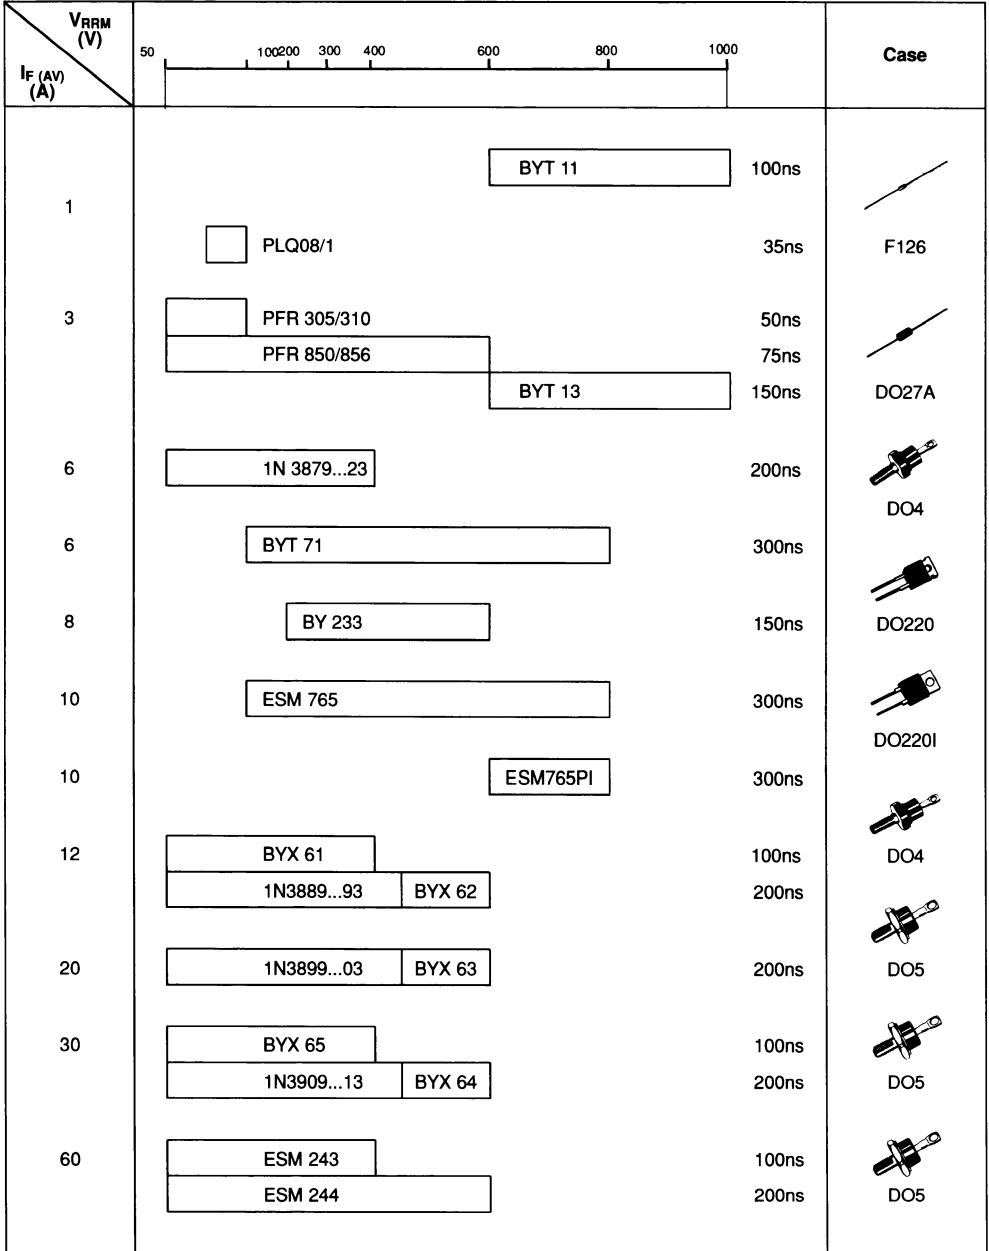 V_RRM
(V)
I_F (AV)
(A)
50 100 200 300 400 600 800 1000
Case
BYT 11 100ns
1
PLQ08/1 35ns F126
3 PFR 305/310 50ns
PFR 850/856 75ns
BYT 13 150ns DO27A
6 1N 3879...23 200ns
DO4
6 BYT 71 300ns
8 BY 233 150ns DO220
10 ESM 765 300ns
DO220I
10 ESM765PI 300ns
12 BYX 61 100ns DO4
1N3889...93 BYX 62 200ns
20 1N3899...03 BYX 63 200ns DO5
30 BYX 65 100ns
1N3909...13 BYX 64 200ns DO5
60 ESM 243 100ns
ESM 244 200ns DO5